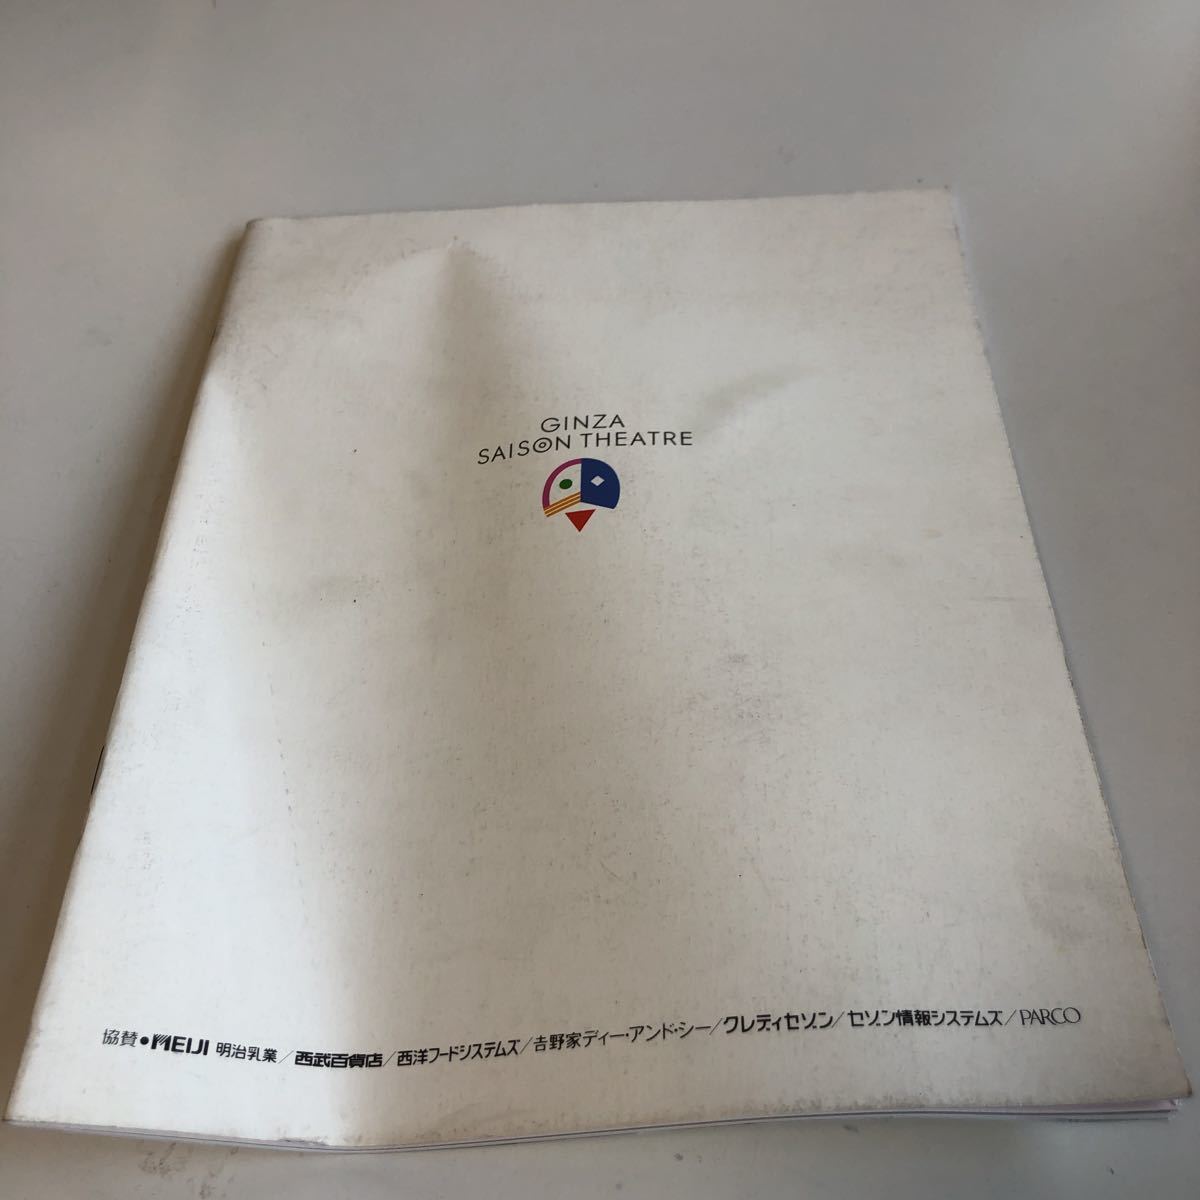 GINZA
SAISON THEATRE
協賛●MEIJI 明治乳業/西武百貨店/西洋フードシステムズ/吉野家ディー・アンド・シー/クレディセゾン/セゾン情報システムズ/PARCO